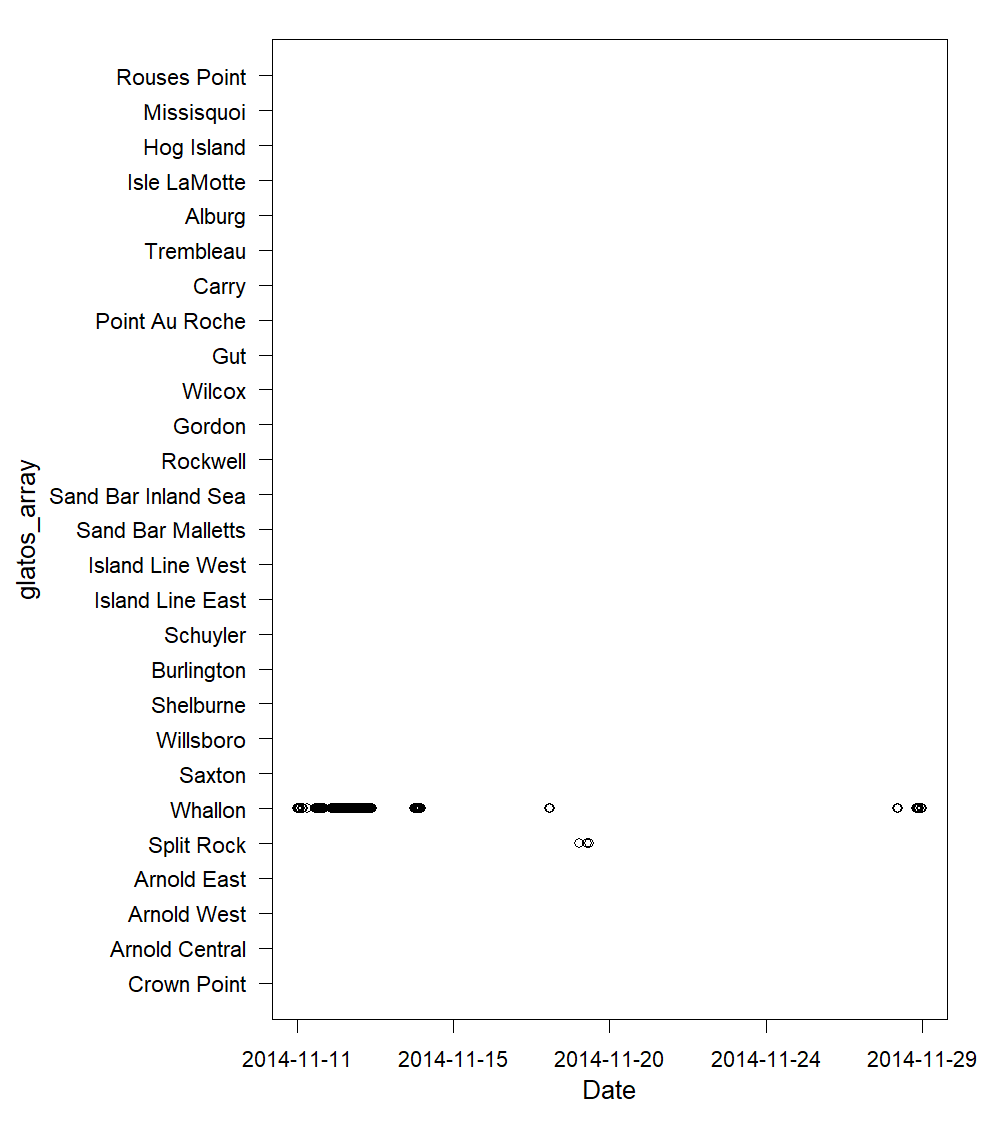 Rouses Point
Missisquoi
Hog Island
Isle LaMotte
Alburg
Trembleau
Carry
Point Au Roche
Gut
Wilcox
Gordon
Rockwell
Sand Bar Inland Sea
Sand Bar Malletts
Island Line West
Island Line East
Schuyler
Burlington
Shelburne
Willsboro
Saxton
Whallon
Split Rock
Arnold East
Arnold West
Arnold Central
Crown Point
glatos_array
2014-11-11 2014-11-15 2014-11-20 2014-11-24 2014-11-29
Date